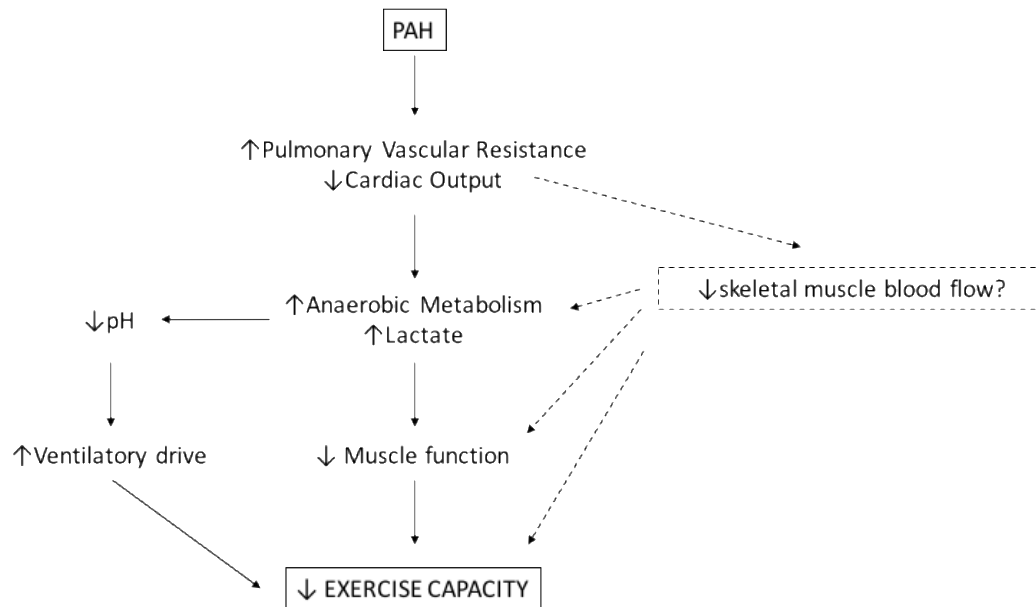 PAH
↑Pulmonary Vascular Resistance
↓Cardiac Output
↓skeletal muscle blood flow?
↑Anaerobic Metabolism
↑Lactate
↓pH
↑Ventilatory drive
↓ Muscle function
↓ EXERCISE CAPACITY